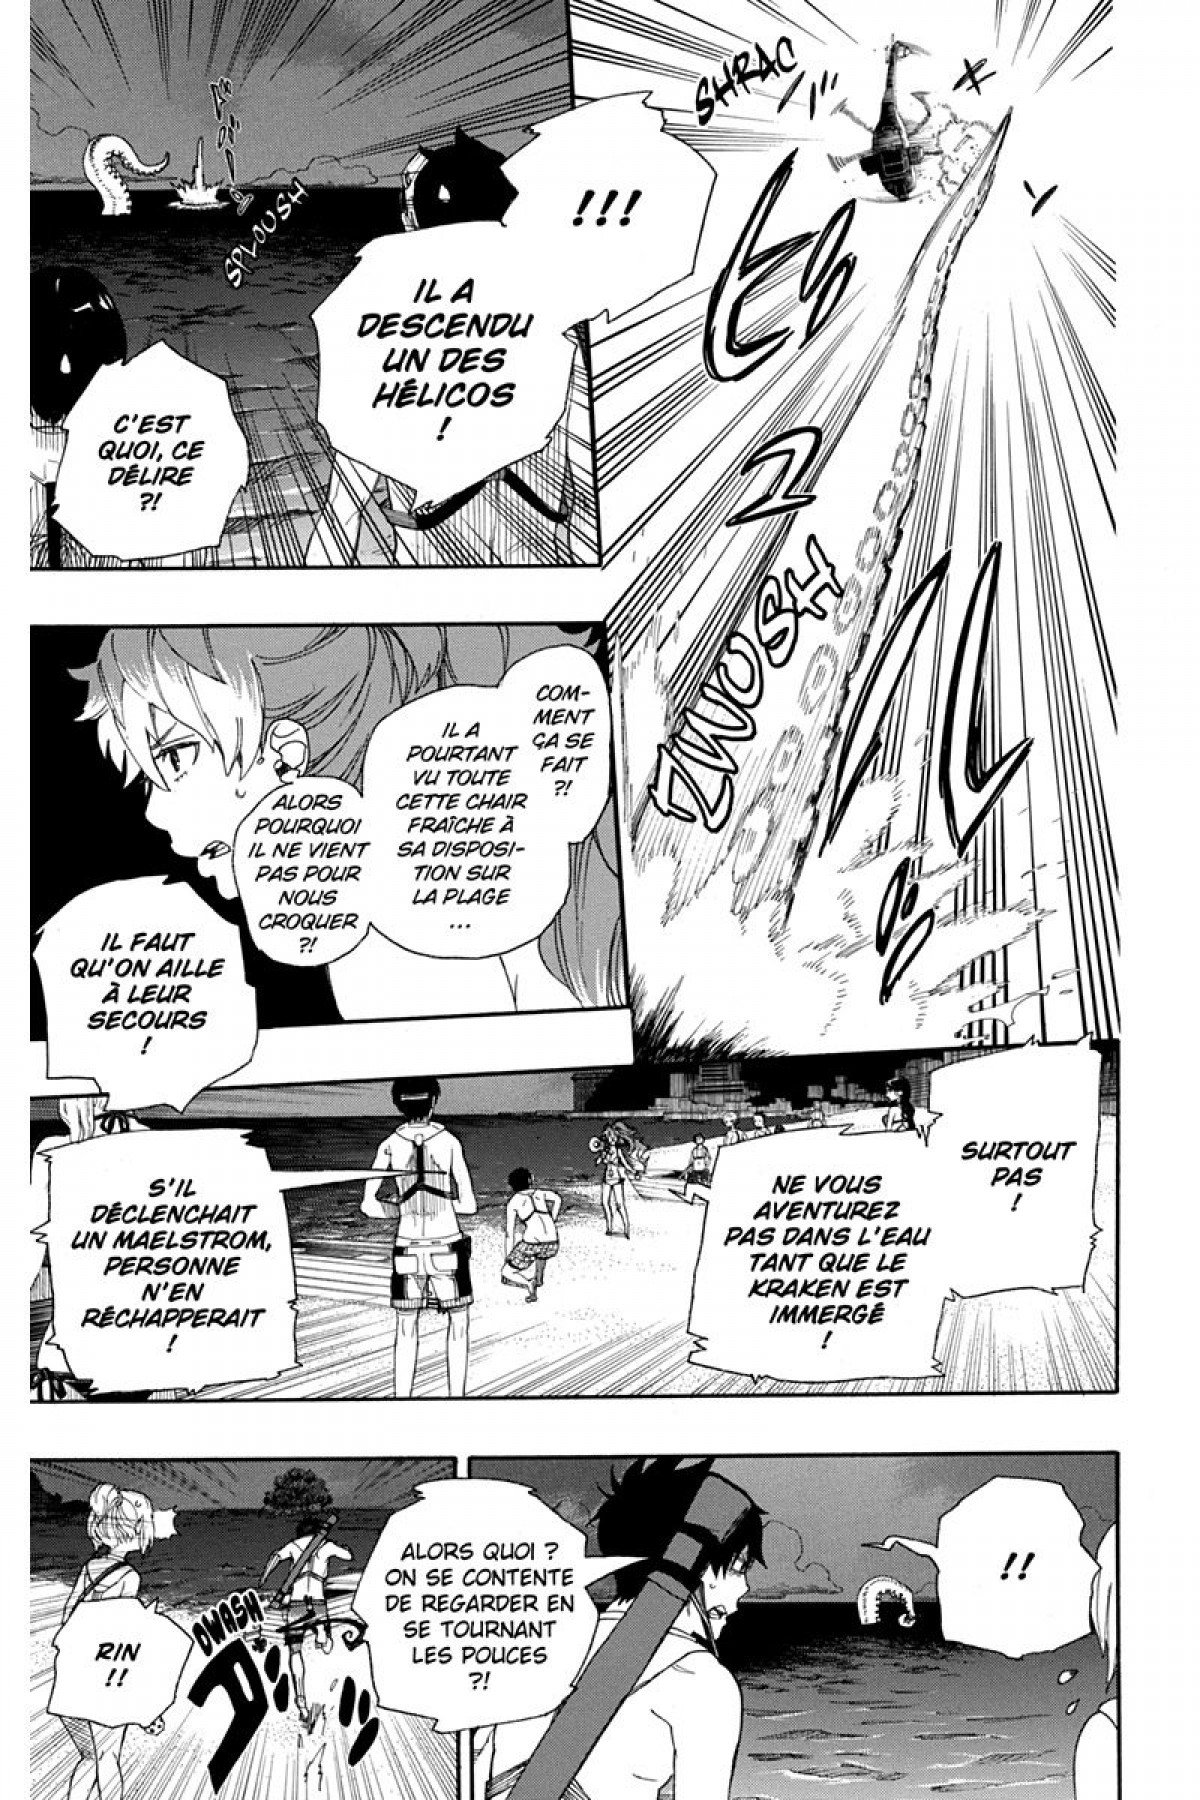 SHRAC
ビシ
ZWOSH
!!!
IL A
DESCENDU
UN DES
HÉLICOS
!
SPLOUSH
C'EST
QUOI, CE
DÉLIRE
?!
COM-
MENT
ÇA SE
FAIT
?!
IL A
POURTANT
VU TOUTE
CETTE CHAIR
FRAÎCHE À
SA DISPOSI-
TION SUR
LA PLAGE
...
ALORS
POURQUOI
IL NE VIENT
PAS POUR
NOUS
CROQUER
?!
IL FAUT
QU'ON AILLE
À LEUR
SECOURS
!
SURTOUT
PAS
!
NE VOUS
AVENTUREZ
PAS DANS L'EAU
TANT QUE LE
KRAKEN EST
IMMERGÉ
!
S'IL
DÉCLENCHAIT
UN MAELSTROM,
PERSONNE
N'EN
RÉCHAPPERAIT
!
!!
ALORS QUOI ?
ON SE CONTENTE
DE REGARDER EN
SE TOURNANT
LES POUCES
?!
DWASH
RIN
!!